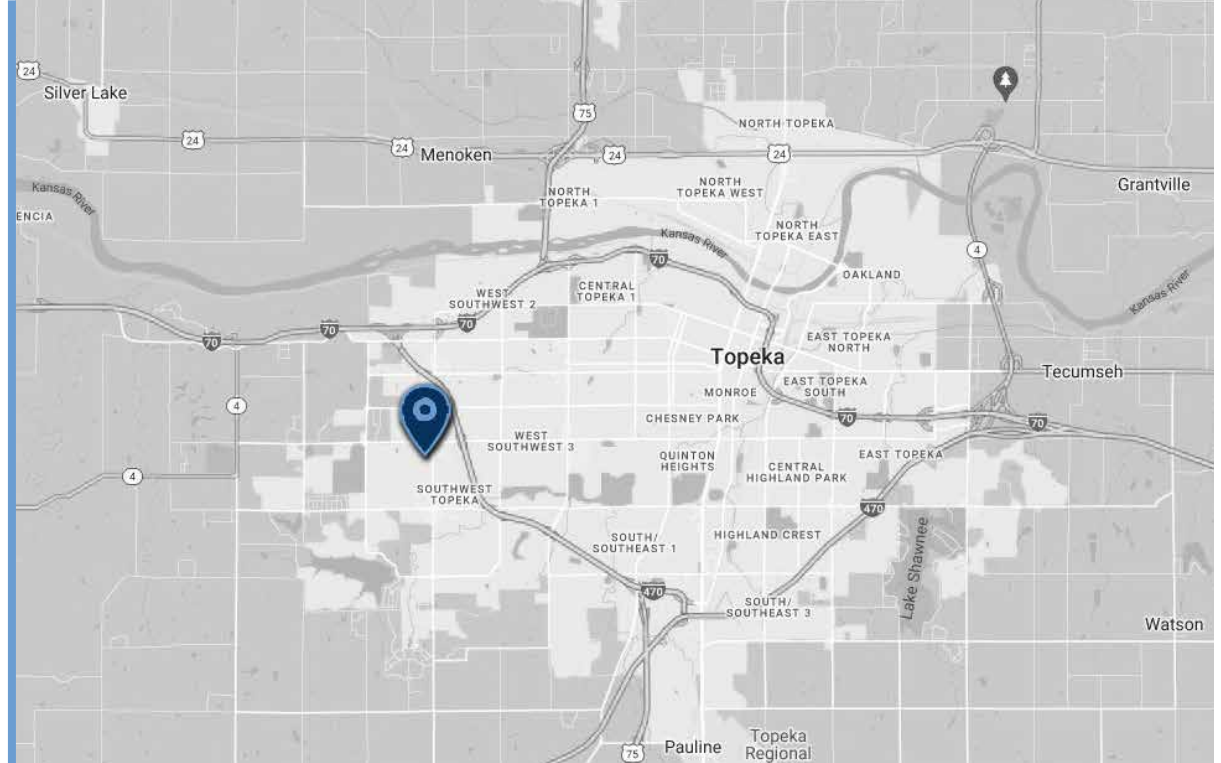 24
Silver Lake
75
NORTH TOPEKA
24
24
Menoken
24
24
Grantville
Kansas River
NORTH
TOPEKA 1
NORTH
TOPEKA WEST
ENCIA
NORTH
TOPEKA EAST
Kansas River
4
70
OAKLAND
Kansas River
WEST
SOUTHWEST 2
CENTRAL
TOPEKA 1
70
70
70
EAST TOPEKA
NORTH
Topeka
Tecumseh
MONROE
EAST TOPEKA
SOUTH
4
CHESNEY PARK
70
70
WEST
SOUTHWEST 3
QUINTON
HEIGHTS
EAST TOPEKA
4
CENTRAL
HIGHLAND PARK
SOUTHWEST
TOPEKA
470
SOUTH/
SOUTHEAST 1
HIGHLAND CREST
Lake Shawnee
470
SOUTH/
SOUTHEAST 3
Watson
75
Pauline
Topeka
Regional